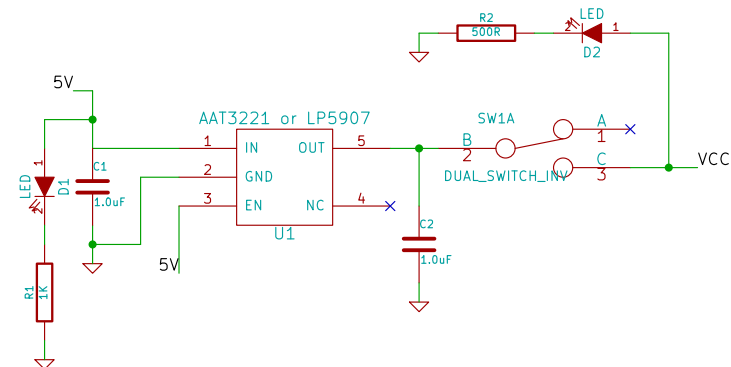 R2
500R
2
LED
1
D2
5V
AAT3221 or LP5907
SW1A
1
IN
OUT
5
B
2
A
1
2
GND
3
EN
NC
4
U1
C
3
DUAL_SWITCH_INV
VCC
LED
1
2
D1
C1
1.0uF
5V
C2
1.0uF
R1
1K